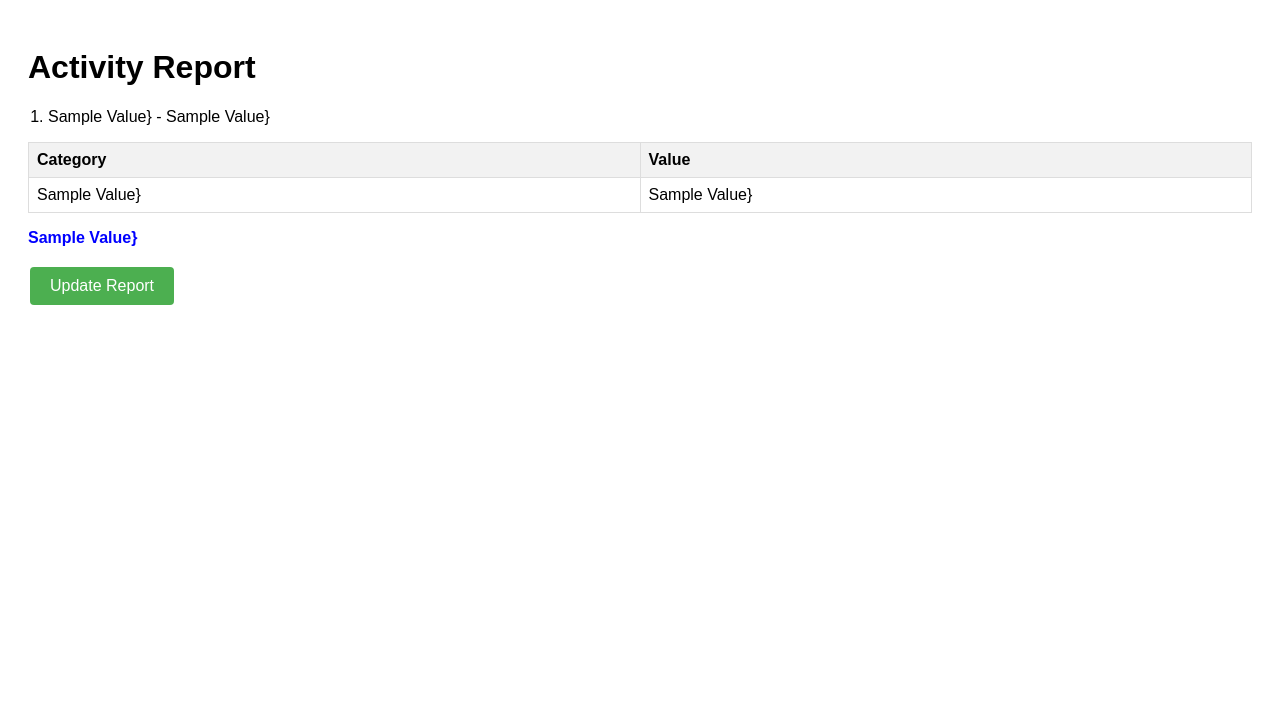 Activity Report
1. Sample Value} - Sample Value}
Category Value
Sample Value} Sample Value}
Sample Value}
Update Report